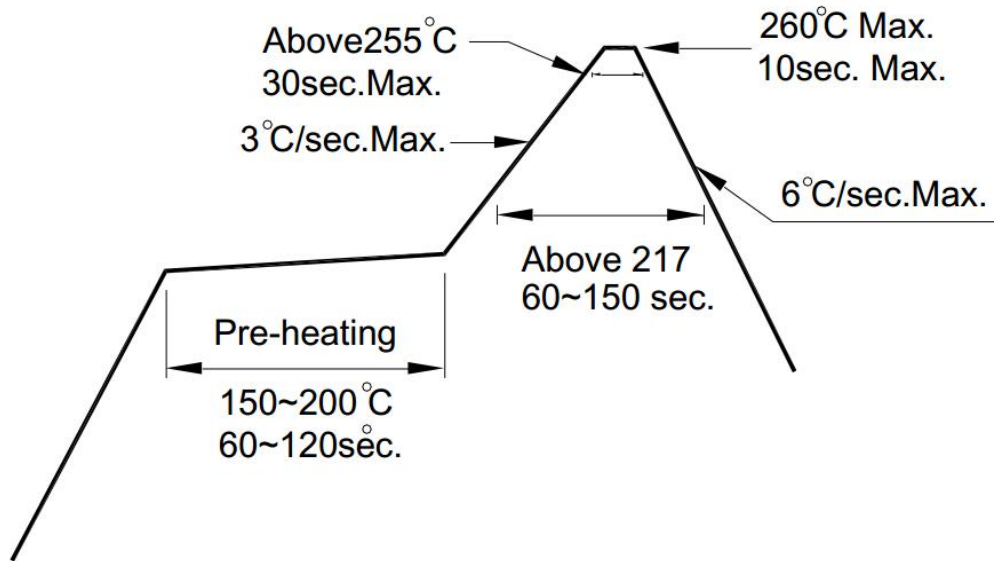 Above255°C
30sec.Max.
260°C Max.
10sec. Max.
3°C/sec.Max.
6°C/sec.Max.
Above 217
60~150 sec.
Pre-heating
150~200°C
60~120sec.